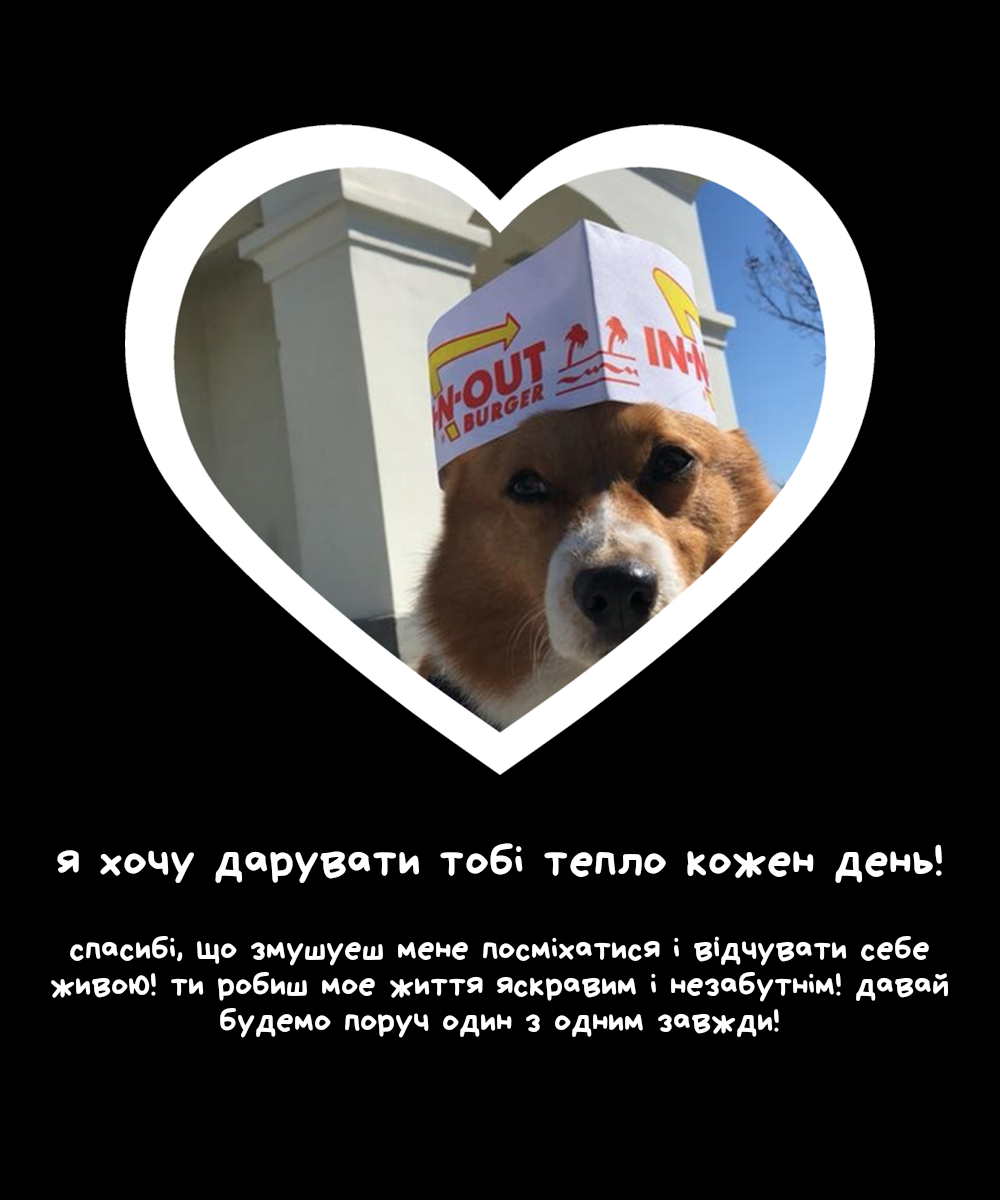 IN-N-OUT
BURGER
IN-N
я хочу дарувати тобі тепло кожен день!
спасибі, що змушуеш мене посміхатися і відчувати себе
живою! ти робиш мое життя яскравим і незабутнім! давай
будемо поруч один з одним завжди!